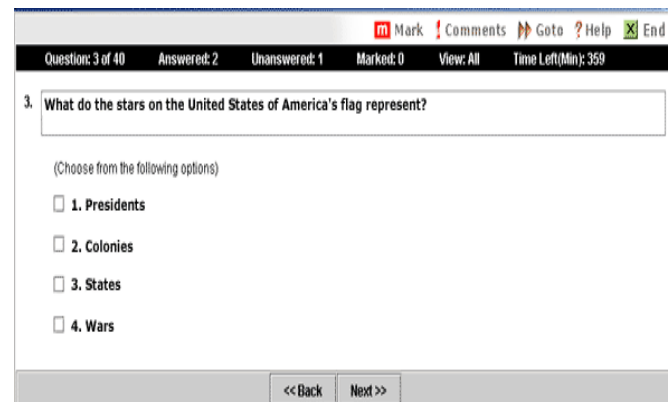 m Mark ! Comments Goto ? Help X End
Question: 3 of 40 Answered: 2 Unanswered: 1 Marked: 0 View: All Time Left(Min): 359
3. What do the stars on the United States of America's flag represent?
(Choose from the following options)
1. Presidents
2. Colonies
3. States
4. Wars
<< Back Next >>